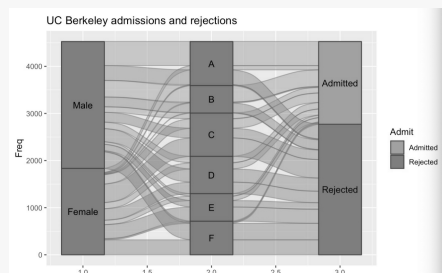 UC Berkeley admissions and rejections
Freq
4000
3000
2000
1000
0
Male
Female
A
B
C
D
E
F
Admitted
Rejected
Admit
Admitted
Rejected
1.0
1.5
2.0
2.5
3.0